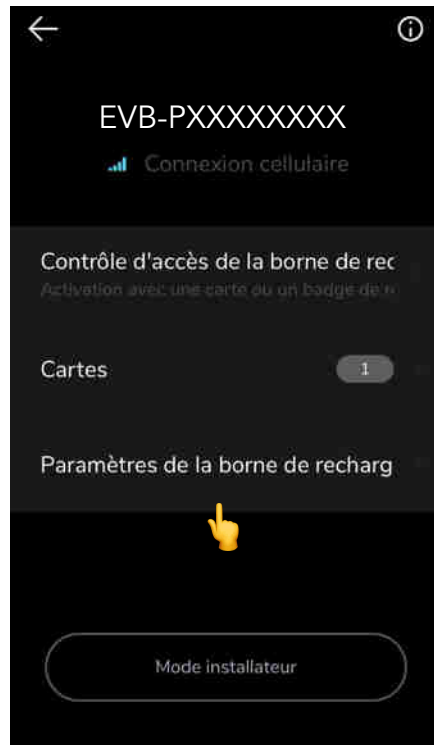 EVB-PXXXXXXXX
Connexion cellulaire
Contrôle d'accès de la borne de rec
Activation avec une carte ou un badge de r
Cartes 1
Paramètres de la borne de recharg
Mode installateur